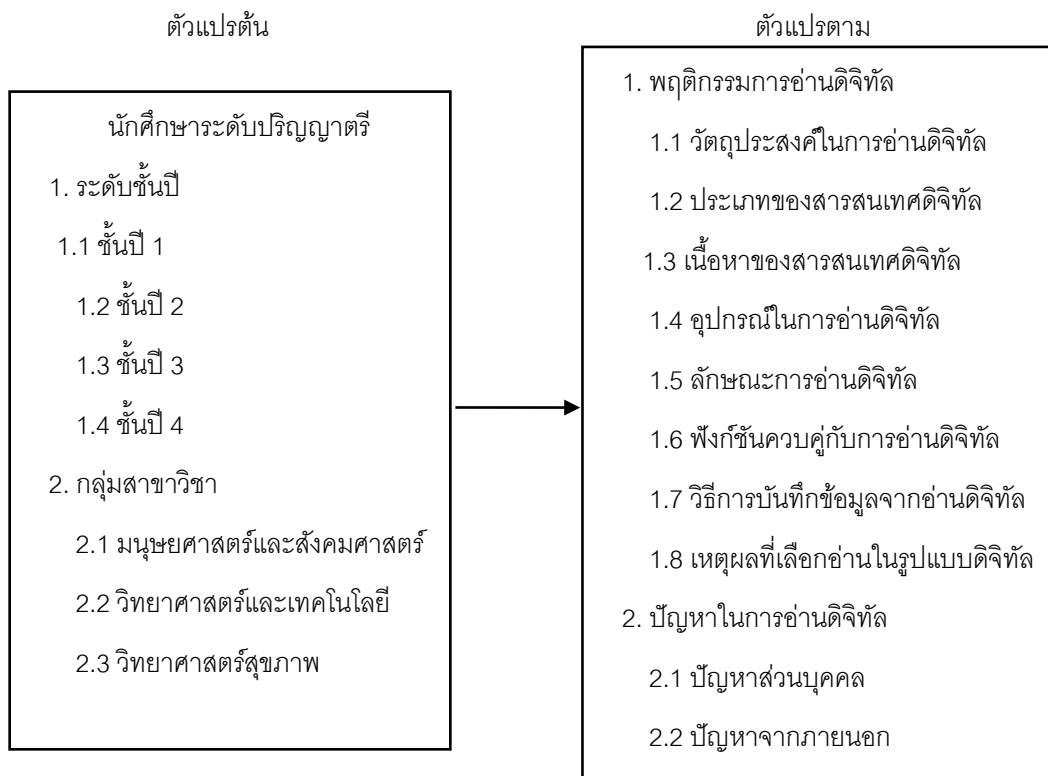 ตัวแปรต้น
นักศึกษาระดับปริญญาตรี
1. ระดับชั้นปี
1.1 ชั้นปี 1
1.2 ชั้นปี 2
1.3 ชั้นปี 3
1.4 ชั้นปี 4
2. กลุ่มสาขาวิชา
2.1 มนุษยศาสตร์และสังคมศาสตร์
2.2 วิทยาศาสตร์และเทคโนโลยี
2.3 วิทยาศาสตร์สุขภาพ
ตัวแปรตาม
1. พฤติกรรมการอ่านดิจิทัล
1.1 วัตถุประสงค์ในการอ่านดิจิทัล
1.2 ประเภทของสารสนเทศดิจิทัล
1.3 เนื้อหาของสารสนเทศดิจิทัล
1.4 อุปกรณ์ในการอ่านดิจิทัล
1.5 ลักษณะการอ่านดิจิทัล
1.6 ฟังก์ชันควบคู่กับการอ่านดิจิทัล
1.7 วิธีการบันทึกข้อมูลจากอ่านดิจิทัล
1.8 เหตุผลที่เลือกอ่านในรูปแบบดิจิทัล
2. ปัญหาในการอ่านดิจิทัล
2.1 ปัญหาส่วนบุคคล
2.2 ปัญหาจากภายนอก